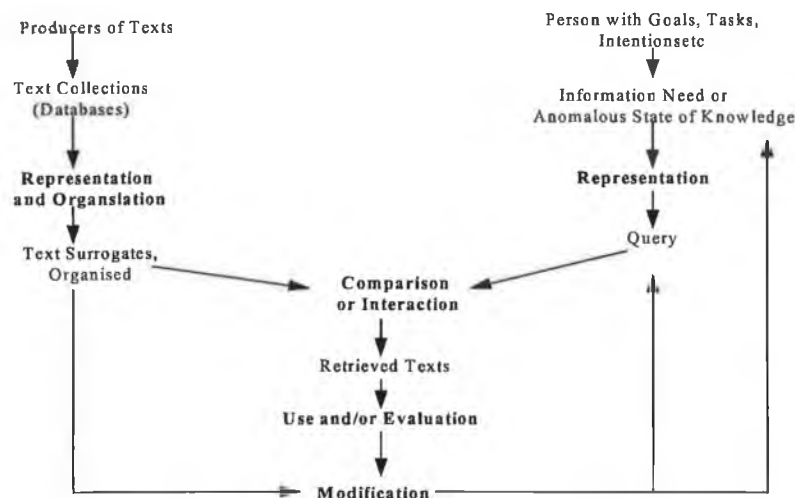 Producers of Texts
Text Collections
(Databases)
Representation
and Organslation
Text Surrogates,
Organised
Person with Goals, Tasks,
Intentionsetc
Information Need or
Anomalous State of Knowledge
Representation
Query
Comparison
or Interaction
Retrieved Texts
Use and/or Evaluation
Modification